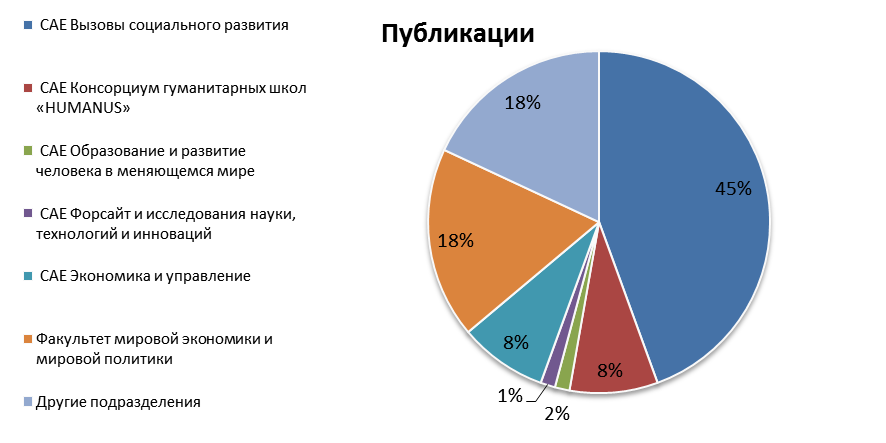 Публикации
САЕ Вызовы социального развития
САЕ Консорциум гуманитарных школ
«HUMANUS»
САЕ Образование и развитие
человека в меняющемся мире
САЕ Форсайт и исследования науки,
технологий и инноваций
САЕ Экономика и управление
Факультет мировой экономики и
мировой политики
Другие подразделения
45%
8%
2%
1%
8%
18%
18%